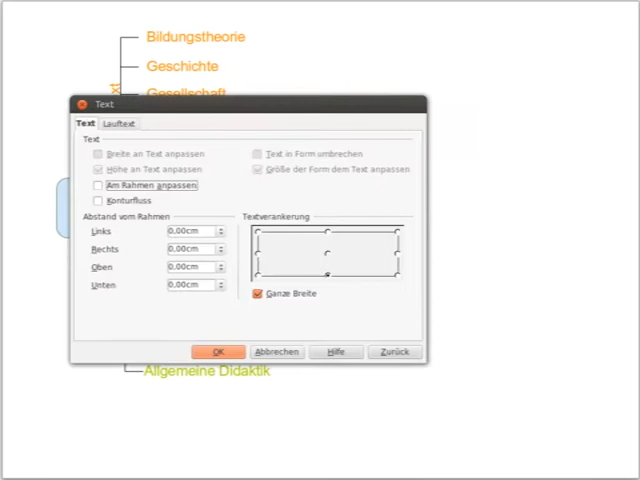 Bildungstheorie
Geschichte
Gesellschaft
xt
Text
Text Lauftext
Text
Breite an Text anpassen
Text in Form umbrechen
Höhe an Text anpassen
Größe der Form dem Text anpassen
Am Rahmen anpassen
Konturfluss
Abstand vom Rahmen
Textverankerung
Links 0,00cm
Rechts 0,00cm
Oben 0,00cm
Unten 0,00cm
Ganze Breite
OK Abbrechen Hilfe Zurück
Allgemeine Didaktik